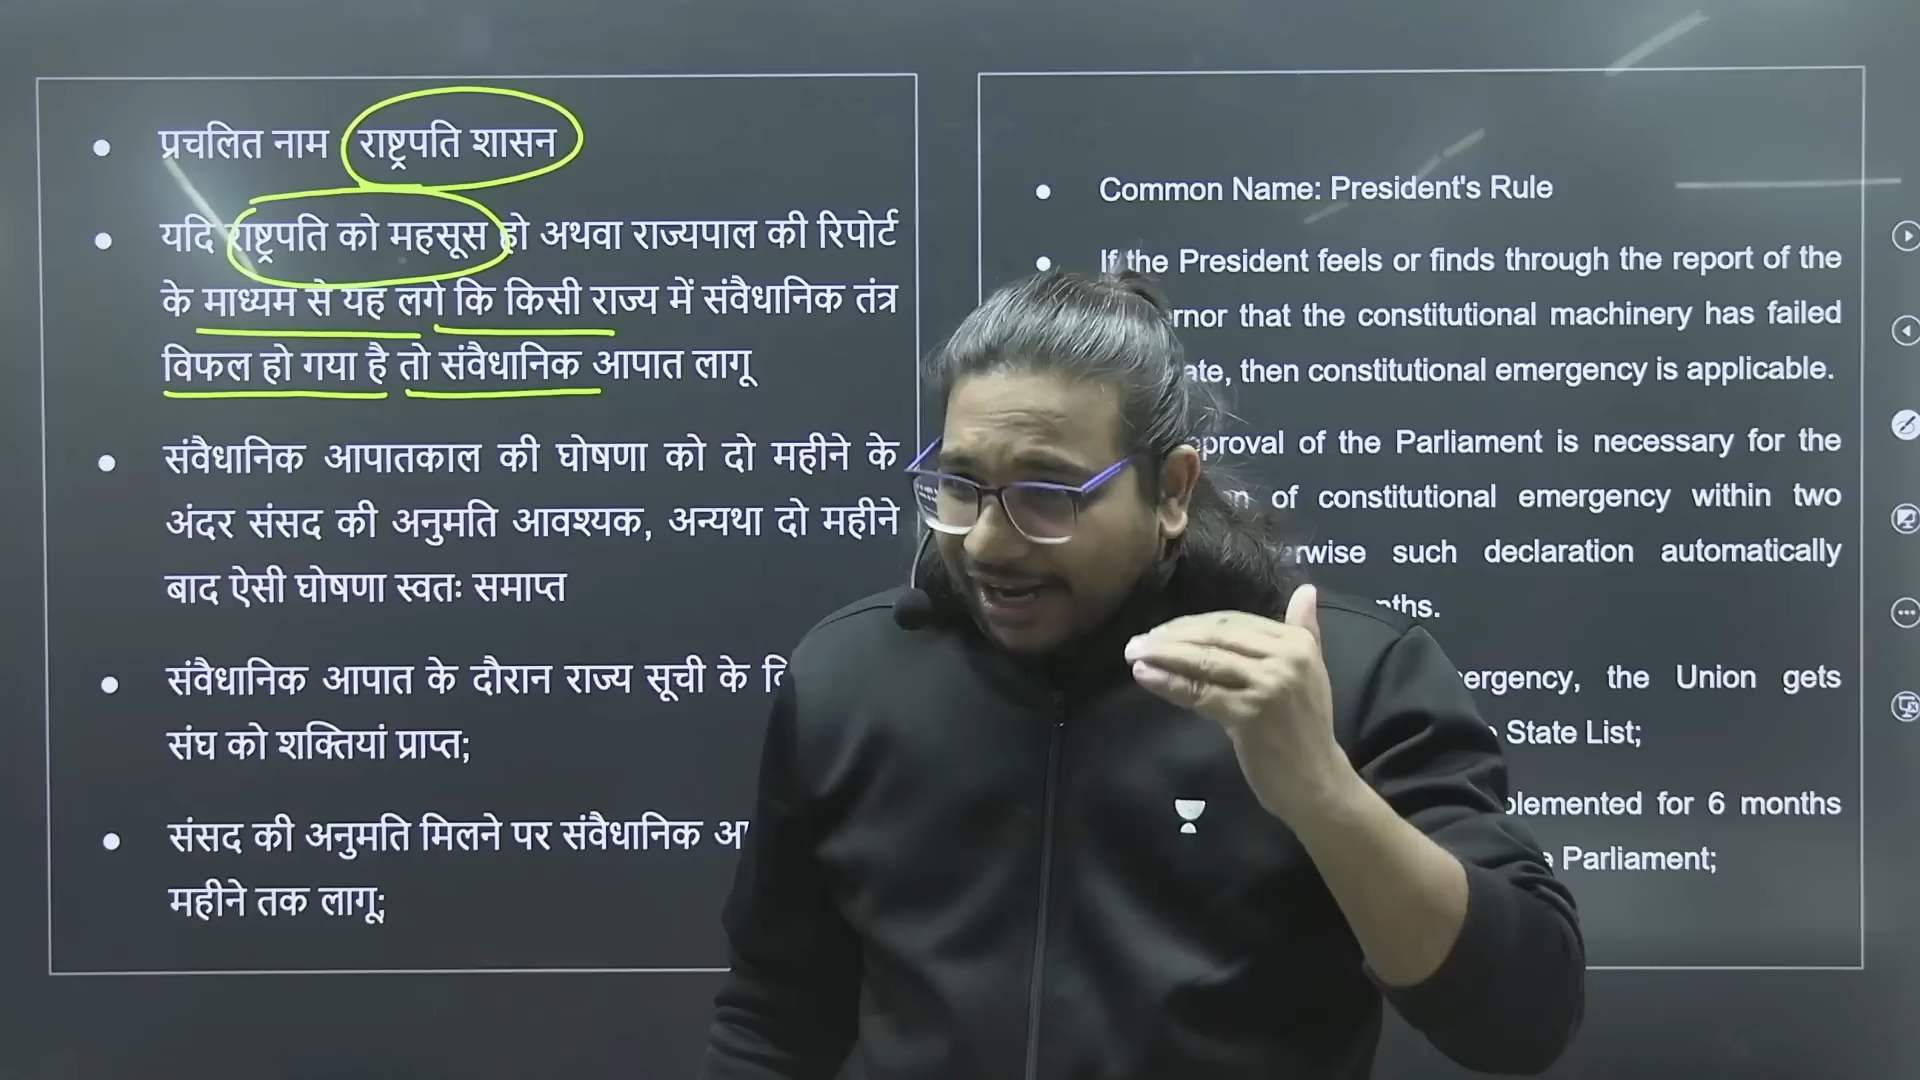 प्रचलित नाम राष्ट्रपति शासन
यदि राष्ट्रपति को महसूस हो अथवा राज्यपाल की रिपोर्ट
के माध्यम से यह लगे कि किसी राज्य में संवैधानिक तंत्र
विफल हो गया है तो संवैधानिक आपात लागू
संवैधानिक आपातकाल की घोषणा को दो महीने के
अंदर संसद की अनुमति आवश्यक, अन्यथा दो महीने
बाद ऐसी घोषणा स्वतः समाप्त
संवैधानिक आपात के दौरान राज्य सूची के
संघ को शक्तियां प्राप्त;
संसद की अनुमति मिलने पर संवैधानिक
महीने तक लागू;
Common Name: President's Rule
If the President feels or finds through the report of the
that the constitutional machinery has failed
then constitutional emergency is applicable.
of the Parliament is necessary for the
of constitutional emergency within two
such declaration automatically
the Union gets
State List;
for 6 months
Parliament;